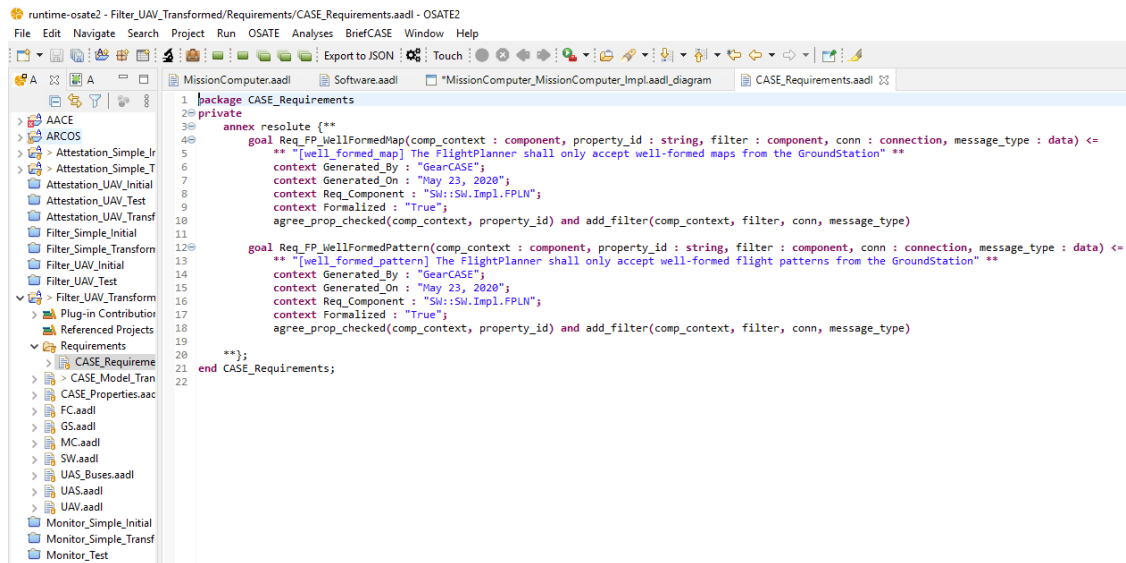 runtime-osate2 - Filter_UAV_Transformed/Requirements/CASE_Requirements.aadl - OSATE2
File Edit Navigate Search Project Run OSATE Analyses BriefCASE Window Help
Export to JSON Touch
A A
MissionComputer.aadl Software.aadl *MissionComputer_MissionComputer_Impl.aadl_diagram CASE_Requirements.aadl
AACE
ARCOS
> Attestation_Simple_Ir
> Attestation_Simple_T
Attestation_UAV_Initial
Attestation_UAV_Test
Attestation_UAV_Transf
Filter_Simple_Initial
Filter_Simple_Transforn
Filter_UAV_Initial
Filter_UAV_Test
> Filter_UAV_Transform
Plug-in Contribution
Referenced Projects
Requirements
CASE_Requireme
> CASE_Model_Tran
CASE_Properties.aac
FC.aadl
GS.aadl
MC.aadl
SW.aadl
UAS_Buses.aadl
UAS.aadl
UAV.aadl
Monitor_Simple_Initial
Monitor_Simple_Transf
Monitor_Test
1 package CASE_Requirements
2 private
3 annex resolute {**
4 goal Req_FP_WellFormedMap(comp_context : component, property_id : string, filter : component, conn : connection, message_type : data) <=
5 ** "[well_formed_map] The FlightPlanner shall only accept well-formed maps from the GroundStation" **
6 context Generated_By : "GearCASE";
7 context Generated_On : "May 23, 2020";
8 context Req_Component : "SW::SW.Impl.FPLN";
9 context Formalized : "True";
10 agree_prop_checked(comp_context, property_id) and add_filter(comp_context, filter, conn, message_type)
11
12 goal Req_FP_WellFormedPattern(comp_context : component, property_id : string, filter : component, conn : connection, message_type : data) <=
13 ** "[well_formed_pattern] The FlightPlanner shall only accept well-formed flight patterns from the GroundStation" **
14 context Generated_By : "GearCASE";
15 context Generated_On : "May 23, 2020";
16 context Req_Component : "SW::SW.Impl.FPLN";
17 context Formalized : "True";
18 agree_prop_checked(comp_context, property_id) and add_filter(comp_context, filter, conn, message_type)
19
20 **};
21 end CASE_Requirements;
22